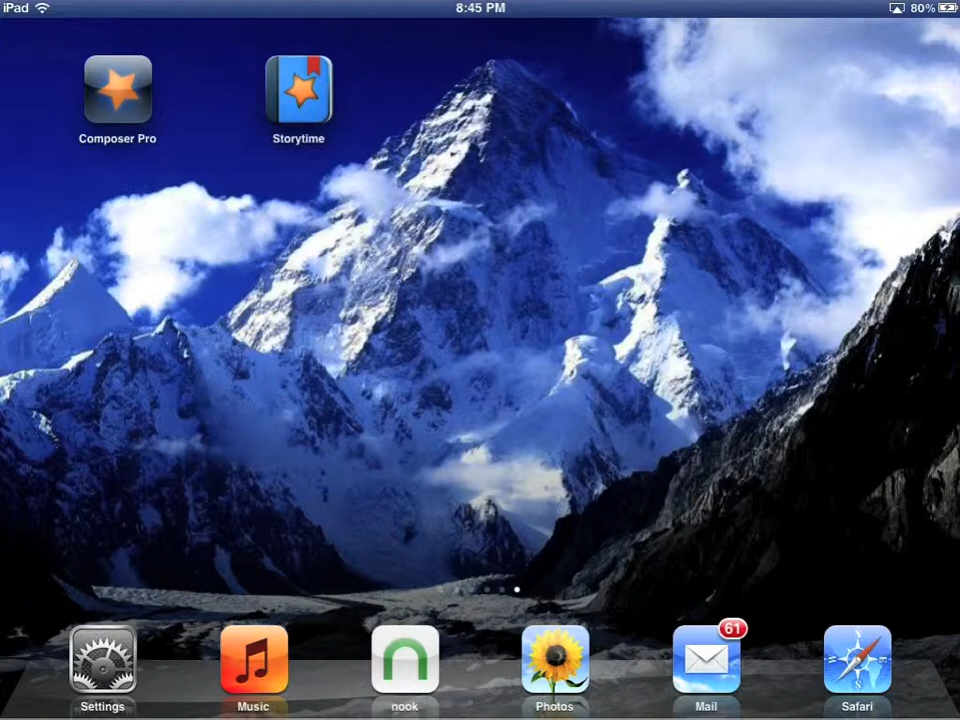 iPad
8:45 PM
80%
Composer Pro
Storytime
61
Settings
Music
nook
Photos
Mail
Safari